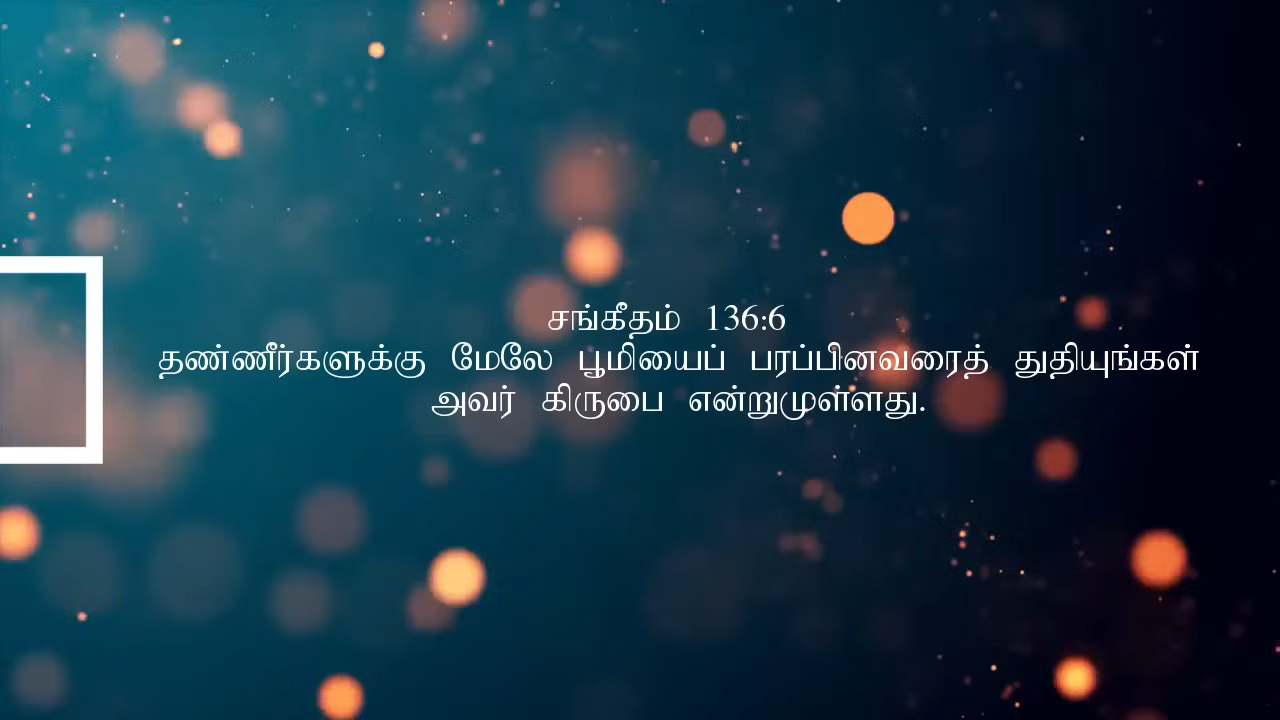 சங்கீதம் 136:6
தண்ணீர்களுக்கு மேலே பூமியைப் பரப்பினவரைத் துதியுங்கள்
அவர் கிருபை என்றுமுள்ளது.